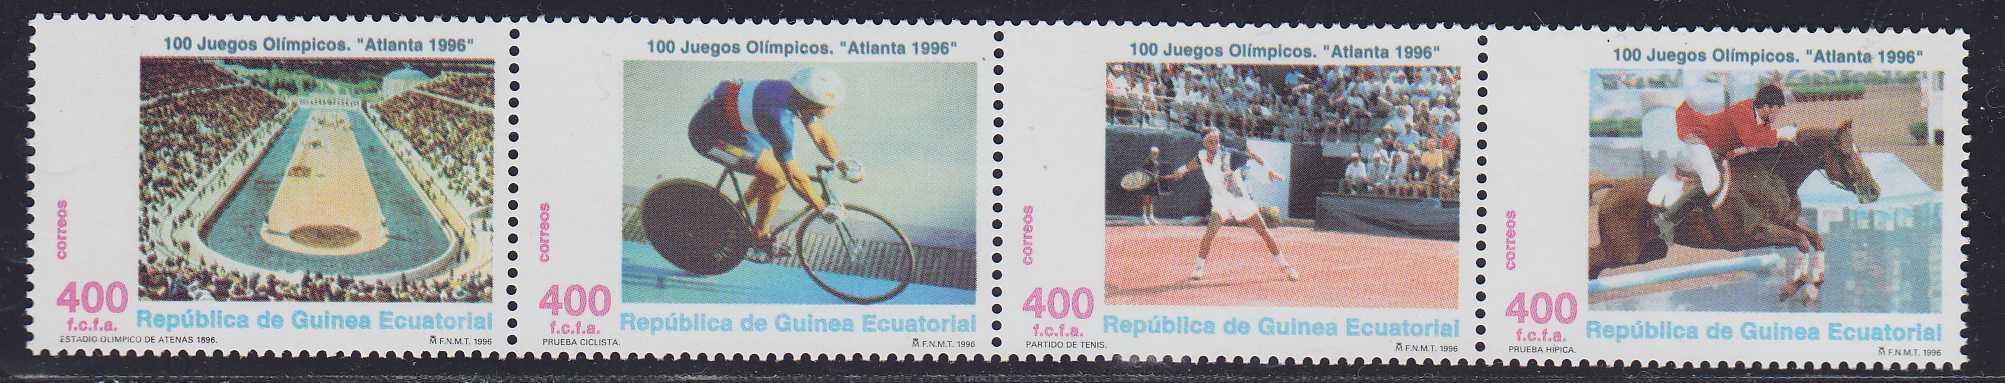 100 Juegos Olímpicos. "Atlanta 1996"
correos
400
f.c.f.a.
República de Guinea Ecuatorial
ESTADIO OLIMPICO DE ATENAS 1896.
F.N.M.T. 1996
100 Juegos Olímpicos. "Atlanta 1996"
correos
400
f.c.f.a.
República de Guinea Ecuatorial
PRUEBA CICLISTA.
F.N.M.T. 1996
100 Juegos Olímpicos. "Atlanta 1996"
correos
400
f.c.f.a.
República de Guinea Ecuatorial
PARTIDO DE TENIS.
F.N.M.T. 1996
100 Juegos Olímpicos. "Atlanta 1996"
correos
400
f.c.f.a.
República de Guinea Ecuatorial
PRUEBA HÍPICA.
F.N.M.T. 1996